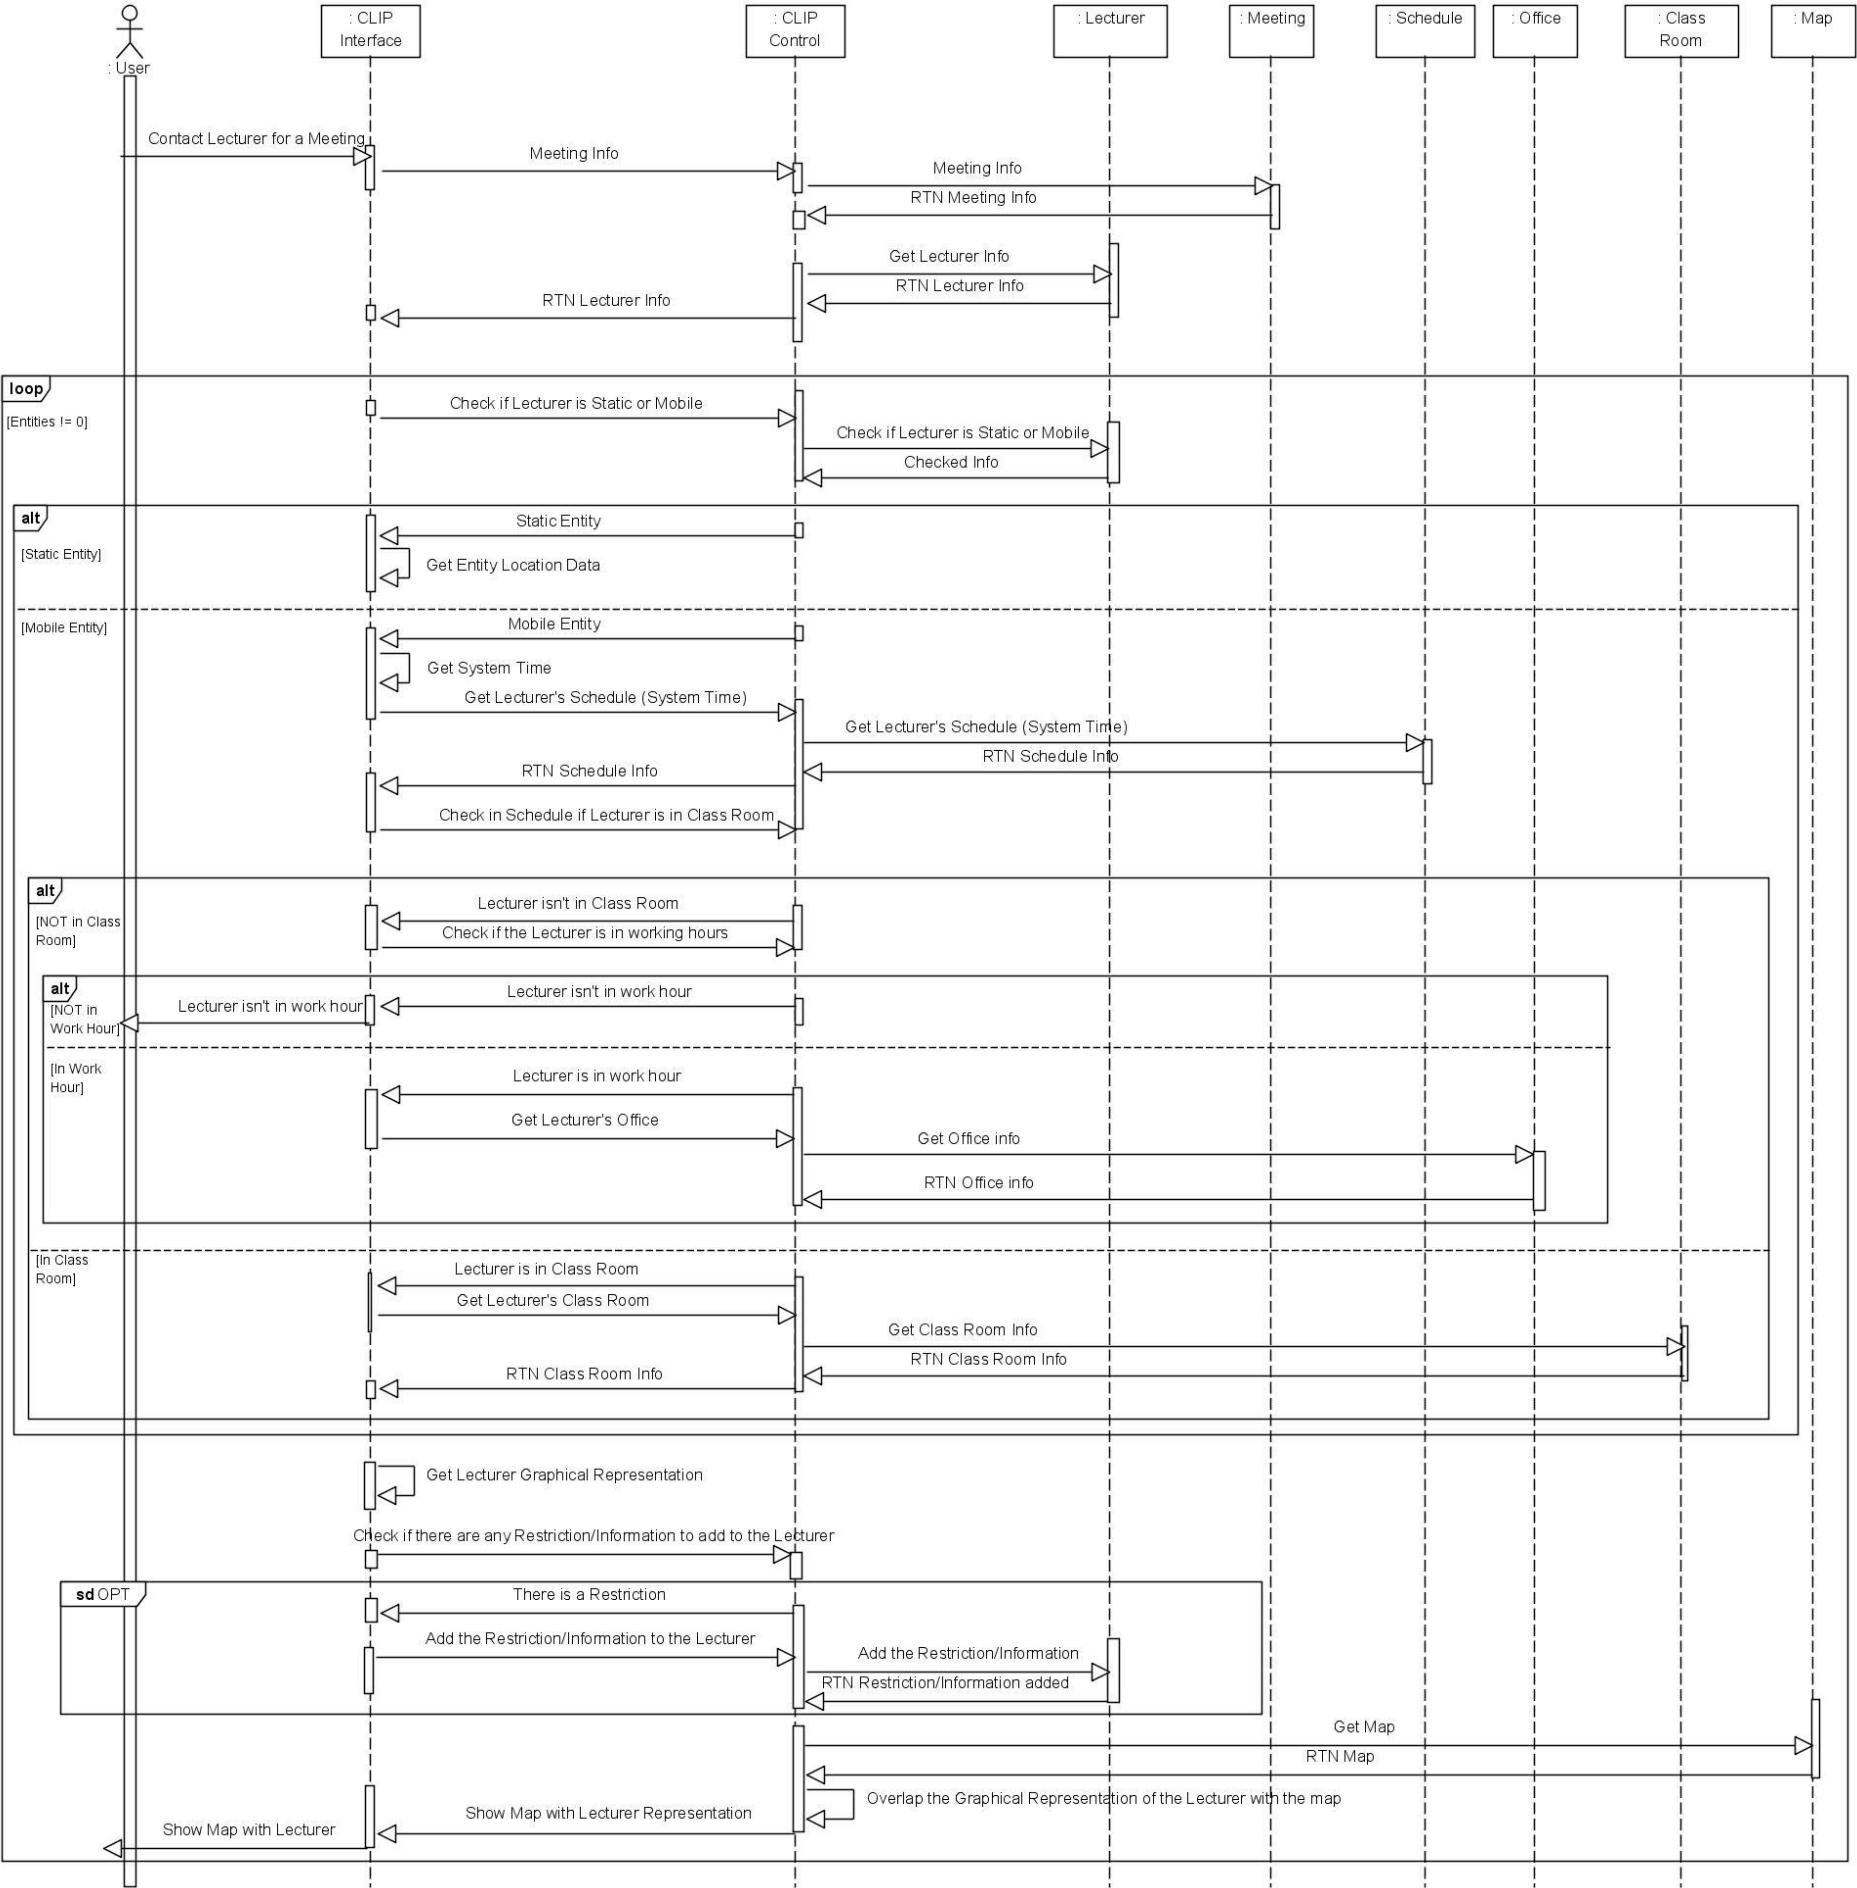 : User
: CLIP
Interface
: CLIP
Control
: Lecturer
: Meeting
: Schedule
: Office
: Class
Room
: Map
Contact Lecturer for a Meeting
Meeting Info
Meeting Info
RTN Meeting Info
Get Lecturer Info
RTN Lecturer Info
RTN Lecturer Info
loop
[Entities != 0]
Check if Lecturer is Static or Mobile
Check if Lecturer is Static or Mobile
Checked Info
alt
[Static Entity]
Static Entity
Get Entity Location Data
[Mobile Entity]
Mobile Entity
Get System Time
Get Lecturer's Schedule (System Time)
Get Lecturer's Schedule (System Time)
RTN Schedule Info
RTN Schedule Info
Check in Schedule if Lecturer is in Class Room
alt
[NOT in Class
Room]
Lecturer isn't in Class Room
Check if the Lecturer is in working hours
alt
[NOT in
Work Hour]
Lecturer isn't in work hour
Lecturer isn't in work hour
[In Work
Hour]
Lecturer is in work hour
Get Lecturer's Office
Get Office info
RTN Office info
[In Class
Room]
Lecturer is in Class Room
Get Lecturer's Class Room
Get Class Room Info
RTN Class Room Info
RTN Class Room Info
Get Lecturer Graphical Representation
Check if there are any Restriction/Information to add to the Lecturer
sd OPT
There is a Restriction
Add the Restriction/Information to the Lecturer
Add the Restriction/Information
RTN Restriction/Information added
Get Map
RTN Map
Overlap the Graphical Representation of the Lecturer with the map
Show Map with Lecturer Representation
Show Map with Lecturer